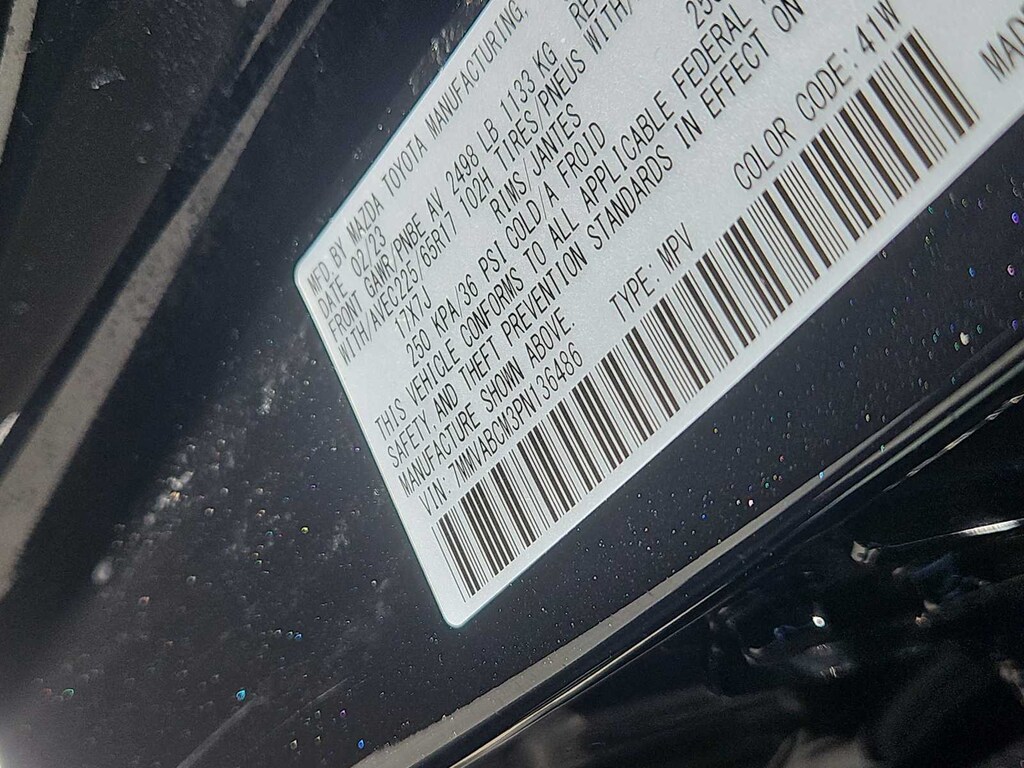 MFD. BY MAZDA TOYOTA MANUFACTURING,
DATE: 02/23
FRONT GAWR/PNBE AV 2498 LB 1133 KG
WITH/AVEC225/65R17 102H TIRES/PNEUS WITH/
17X7J RIMS/JANTES
250 KPA/36 PSI COLD/A FROID
THIS VEHICLE CONFORMS TO ALL APPLICABLE FEDERAL
SAFETY AND THEFT PREVENTION STANDARDS IN EFFECT ON
MANUFACTURE SHOWN ABOVE.
VIN: 7MMVABCM3PN136486 TYPE: MPV COLOR CODE: 41W